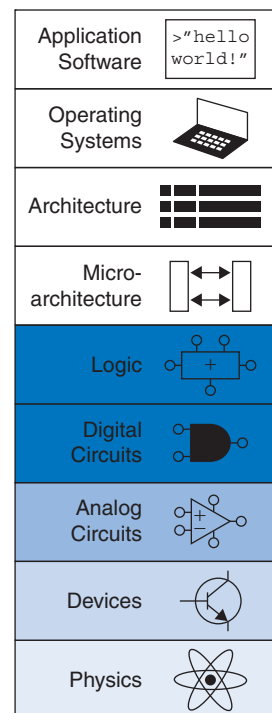 Application
Software
>"hello
world!"
Operating
Systems
Architecture
Micro-
architecture
Logic
+
Digital
Circuits
Analog
Circuits
+
−
Devices
Physics